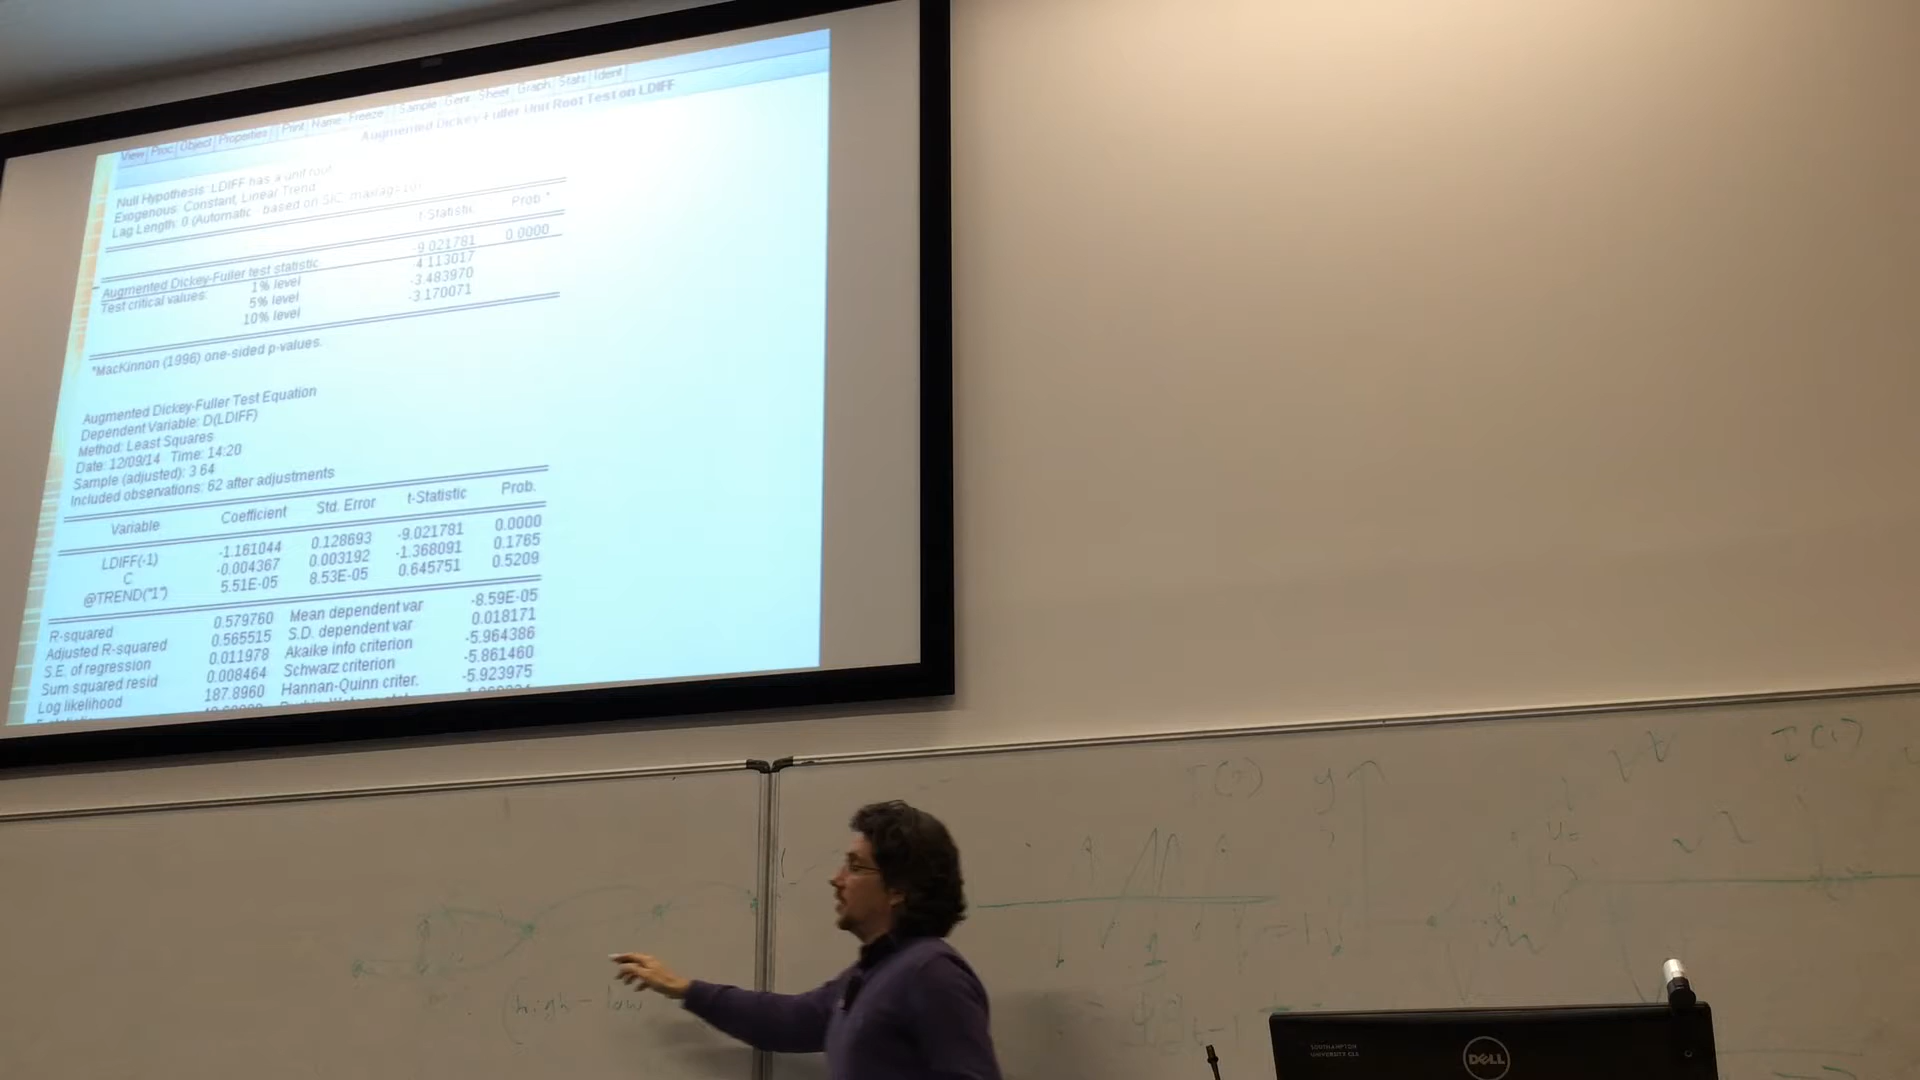 View Proc Object Properties Print Name Freeze Sample Genr Sheet Graph Stats Ident
Augmented Dickey-Fuller Unit Root Test on LDIFF
Null Hypothesis: LDIFF has a unit root
Exogenous: Constant, Linear Trend
Lag Length: 0 (Automatic - based on SIC, maxlag=10)
t-Statistic Prob.*
Augmented Dickey-Fuller test statistic -9.021781 0.0000
Test critical values: 1% level -4.113017
5% level -3.483970
10% level -3.170071
*MacKinnon (1996) one-sided p-values.
Augmented Dickey-Fuller Test Equation
Dependent Variable: D(LDIFF)
Method: Least Squares
Date: 12/09/14 Time: 14:20
Sample (adjusted): 3 64
Included observations: 62 after adjustments
Variable Coefficient Std. Error t-Statistic Prob.
LDIFF(-1) -1.161044 0.128693 -9.021781 0.0000
C -0.004367 0.003192 -1.368091 0.1765
@TREND("1") 5.51E-05 8.53E-05 0.645751 0.5209
R-squared 0.579760 Mean dependent var -8.59E-05
Adjusted R-squared 0.565515 S.D. dependent var 0.018171
S.E. of regression 0.011978 Akaike info criterion -5.964386
Sum squared resid 0.008464 Schwarz criterion -5.861460
Log likelihood 187.8960 Hannan-Quinn criter. -5.923975
I(1)
y
(high - low
SOUTHAMPTON
UNIVERSITY CLS
DELL